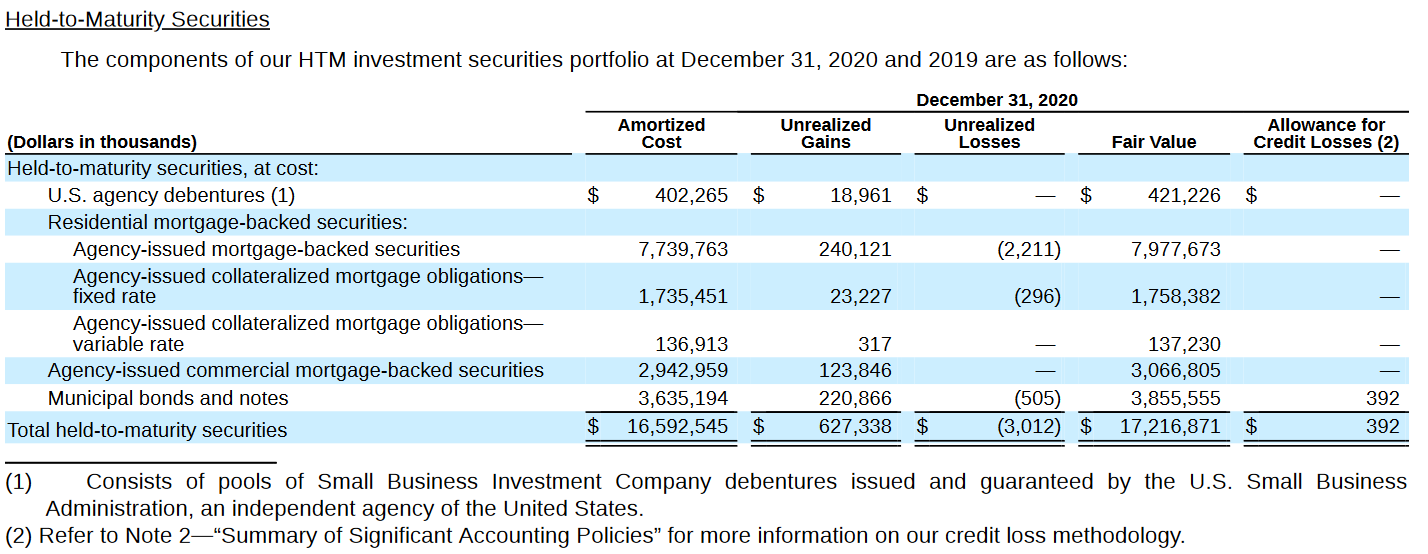 Held-to-Maturity Securities
The components of our HTM investment securities portfolio at December 31, 2020 and 2019 are as follows:
December 31, 2020
(Dollars in thousands) Amortized Cost Unrealized Gains Unrealized Losses Fair Value Allowance for Credit Losses (2)
Held-to-maturity securities, at cost:
U.S. agency debentures (1) $ 402,265 $ 18,961 $ — $ 421,226 $ —
Residential mortgage-backed securities:
Agency-issued mortgage-backed securities 7,739,763 240,121 (2,211) 7,977,673 —
Agency-issued collateralized mortgage obligations—
fixed rate 1,735,451 23,227 (296) 1,758,382 —
Agency-issued collateralized mortgage obligations—
variable rate 136,913 317 — 137,230 —
Agency-issued commercial mortgage-backed securities 2,942,959 123,846 — 3,066,805 —
Municipal bonds and notes 3,635,194 220,866 (505) 3,855,555 392
Total held-to-maturity securities $ 16,592,545 $ 627,338 $ (3,012) $ 17,216,871 $ 392
(1) Consists of pools of Small Business Investment Company debentures issued and guaranteed by the U.S. Small Business
Administration, an independent agency of the United States.
(2) Refer to Note 2—“Summary of Significant Accounting Policies” for more information on our credit loss methodology.